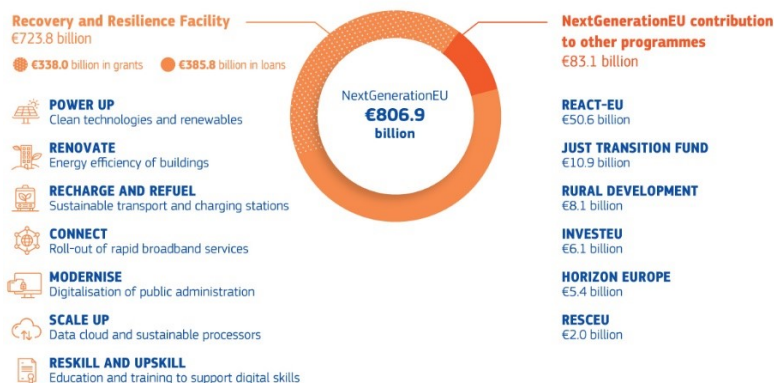 Recovery and Resilience Facility
€723.8 billion
€338.0 billion in grants
€385.8 billion in loans
POWER UP
Clean technologies and renewables
RENOVATE
Energy efficiency of buildings
RECHARGE AND REFUEL
Sustainable transport and charging stations
CONNECT
Roll-out of rapid broadband services
MODERNISE
Digitalisation of public administration
SCALE UP
Data cloud and sustainable processors
RESKILL AND UPSKILL
Education and training to support digital skills
NextGenerationEU
€806.9
billion
NextGenerationEU contribution
to other programmes
€83.1 billion
REACT-EU
€50.6 billion
JUST TRANSITION FUND
€10.9 billion
RURAL DEVELOPMENT
€8.1 billion
INVESTEU
€6.1 billion
HORIZON EUROPE
€5.4 billion
RESCEU
€2.0 billion